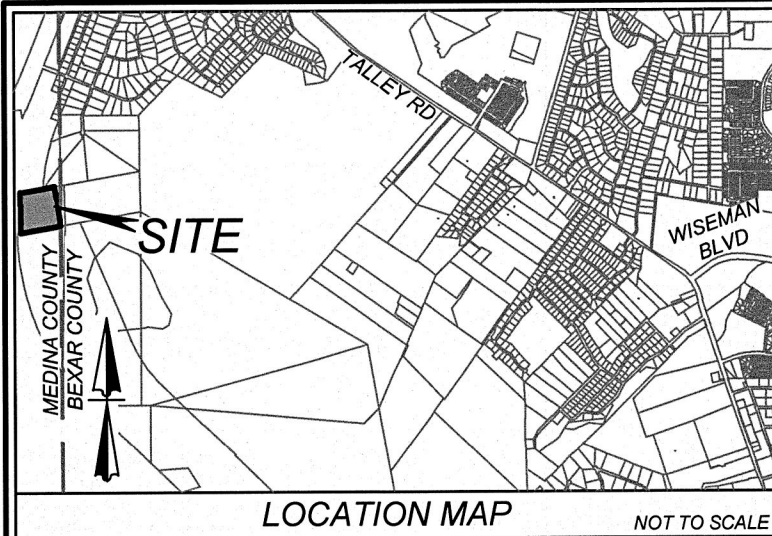 TALLEY RD
WISEMAN
BLVD
SITE
MEDINA COUNTY
BEXAR COUNTY
LOCATION MAP
NOT TO SCALE